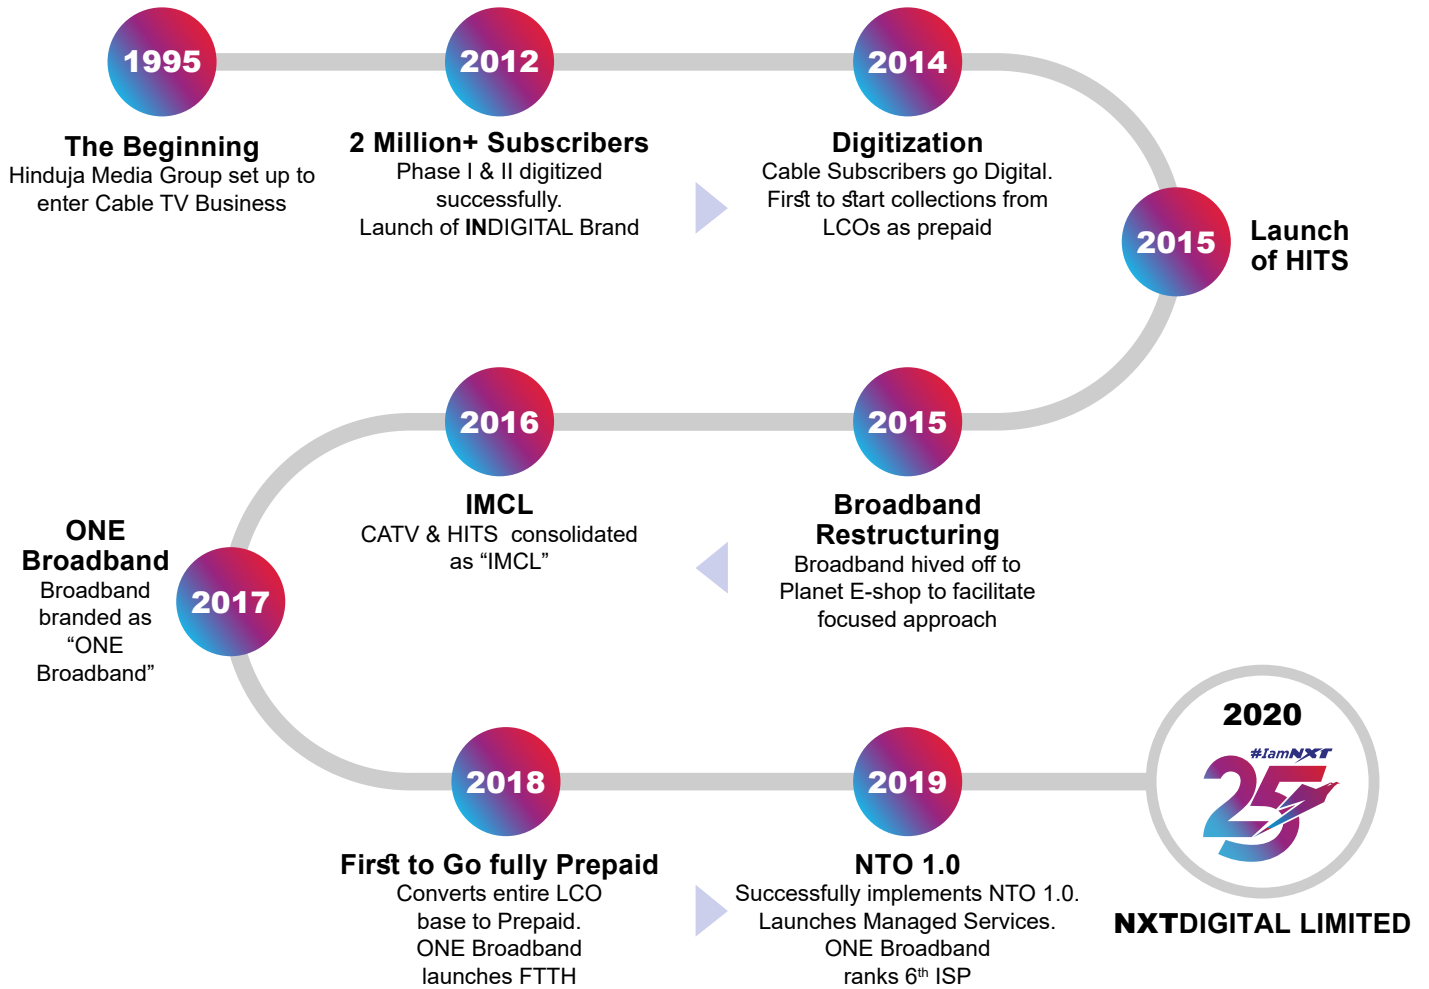 1995
The Beginning
Hinduja Media Group set up to
enter Cable TV Business
2012
2 Million+ Subscribers
Phase I & II digitized
successfully.
Launch of INDIGITAL Brand
2014
Digitization
Cable Subscribers go Digital.
First to start collections from
LCOs as prepaid
2015
Launch
of HITS
2015
Broadband
Restructuring
Broadband hived off to
Planet E-shop to facilitate
focused approach
2016
IMCL
CATV & HITS consolidated
as “IMCL”
2017
ONE
Broadband
Broadband
branded as
“ONE
Broadband”
2018
First to Go fully Prepaid
Converts entire LCO
base to Prepaid.
ONE Broadband
launches FTTH
2019
NTO 1.0
Successfully implements NTO 1.0.
Launches Managed Services.
ONE Broadband
ranks 6th ISP
2020
#IamNXT
25
NXTDIGITAL LIMITED